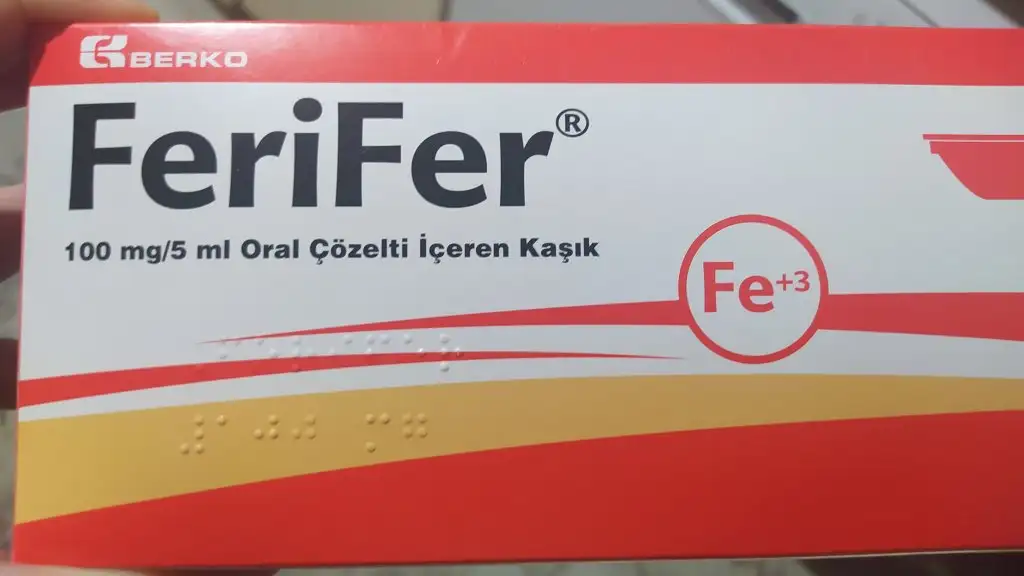 BERKO
FeriFer®
100 mg/5 ml Oral Çözelti İçeren Kaşık
Fe+3